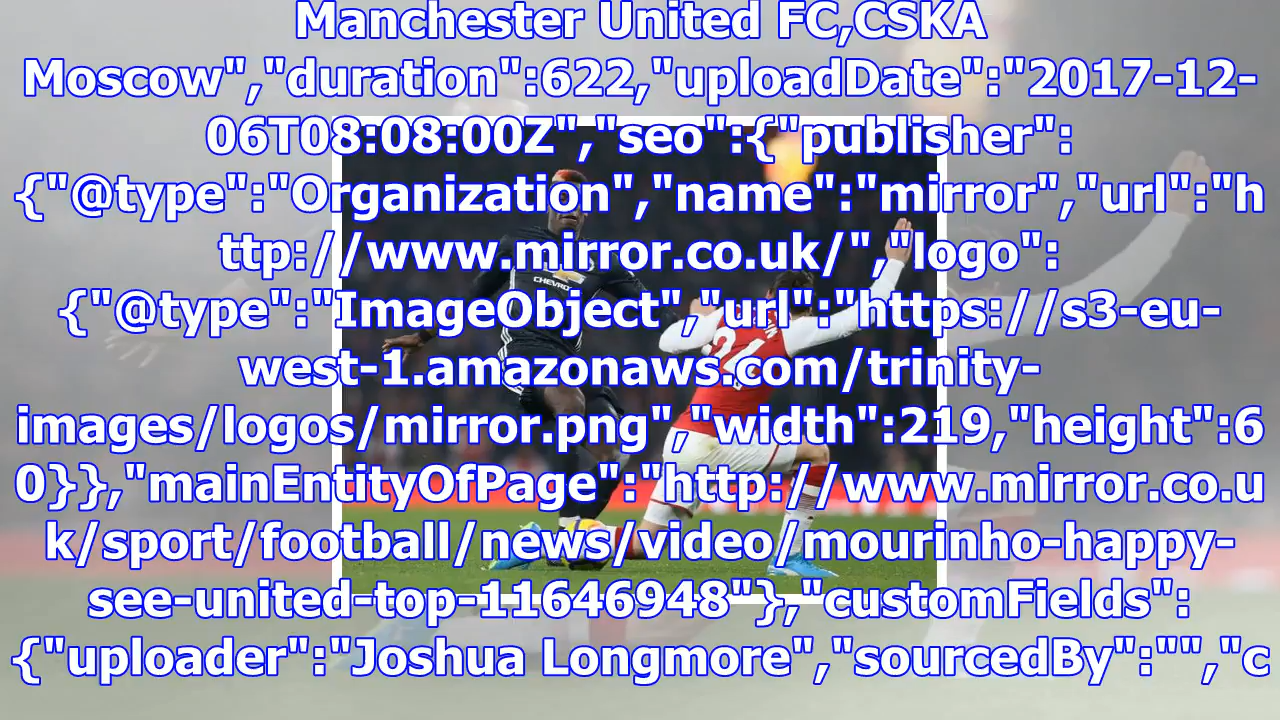 Manchester United FC,CSKA
Moscow","duration":622,"uploadDate":"2017-12-
06T08:08:00Z","seo":{"publisher":
{"@type":"Organization","name":"mirror","url":"h
ttp://www.mirror.co.uk/","logo":
{"@type":"ImageObject","url":"https://s3-eu-
west-1.amazonaws.com/trinity-
images/logos/mirror.png","width":219,"height":6
0}},"mainEntityOfPage":"http://www.mirror.co.u
k/sport/football/news/video/mourinho-happy-
see-united-top-11646948"},"customFields":
{"uploader":"Joshua Longmore","sourcedBy":"","c
CHEVROLET
24